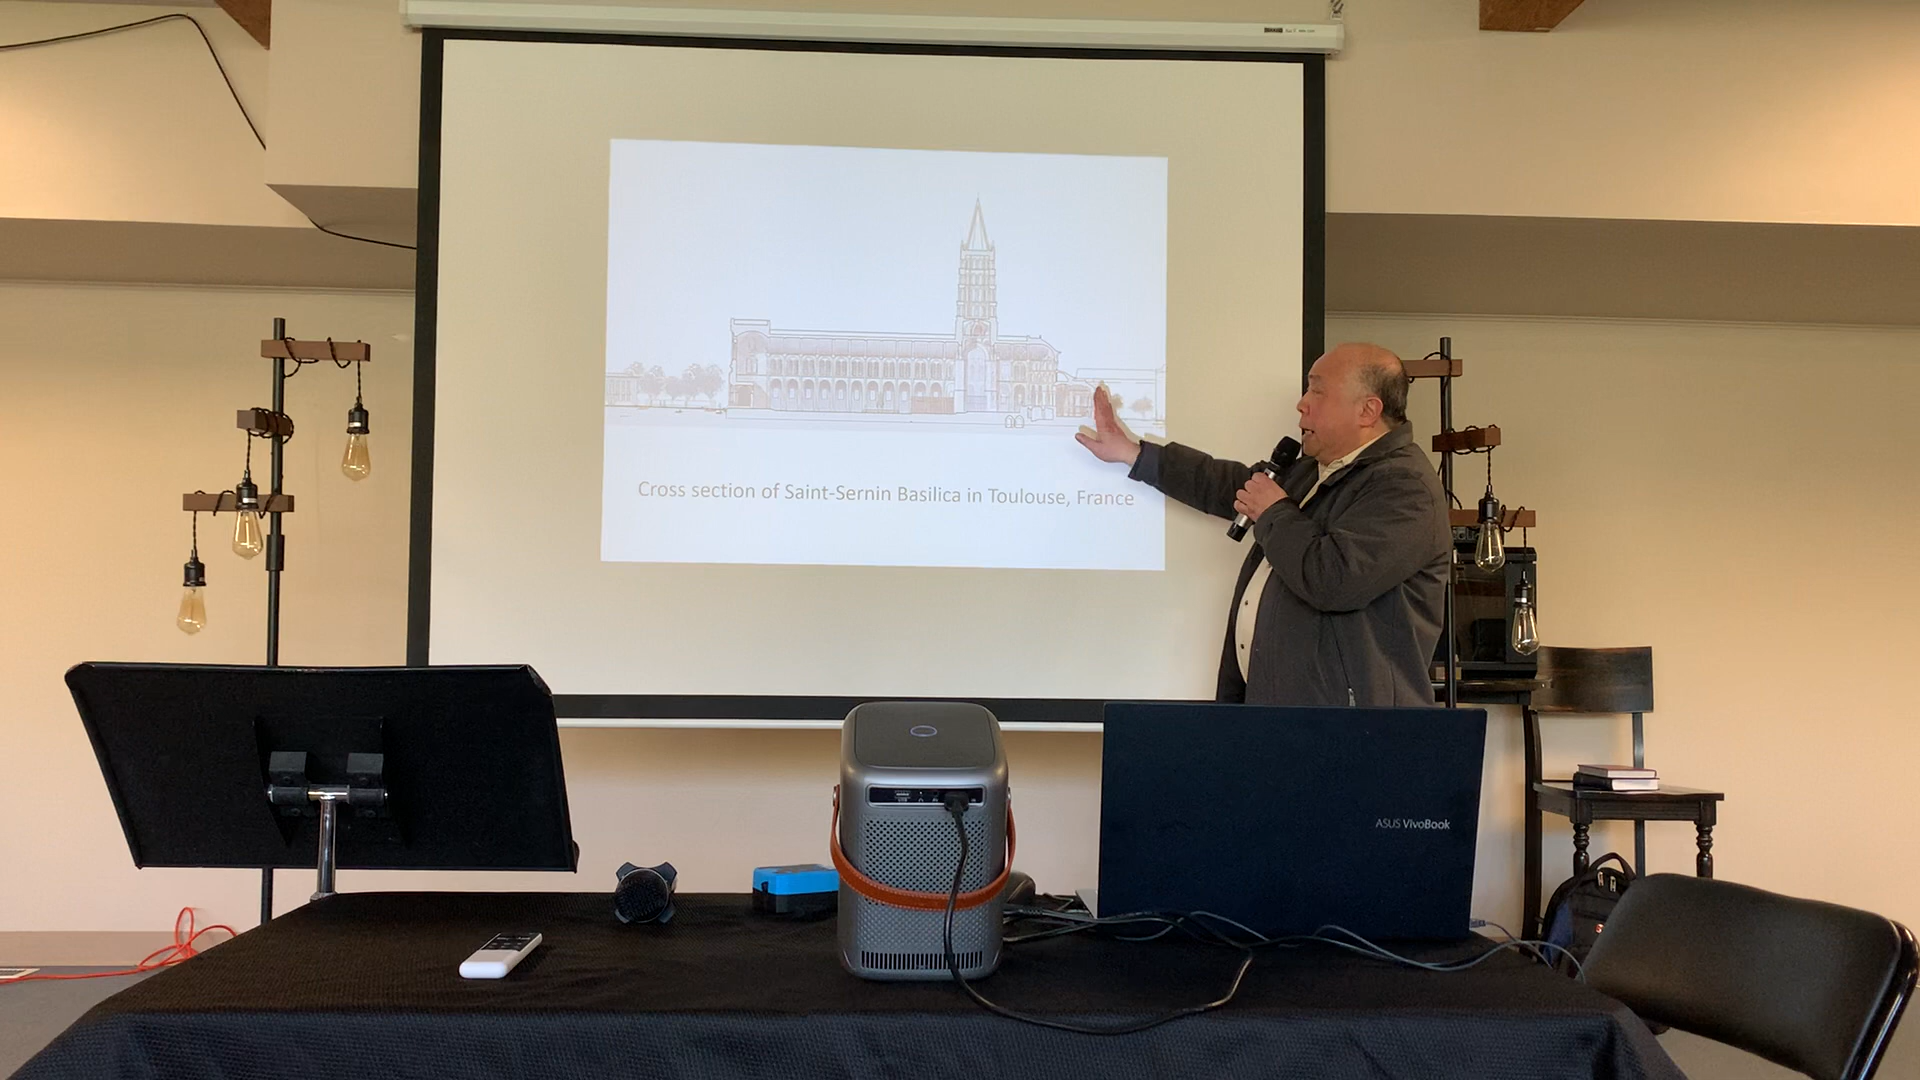 Cross section of Saint-Sernin Basilica in Toulouse, France
ASUS VivoBook